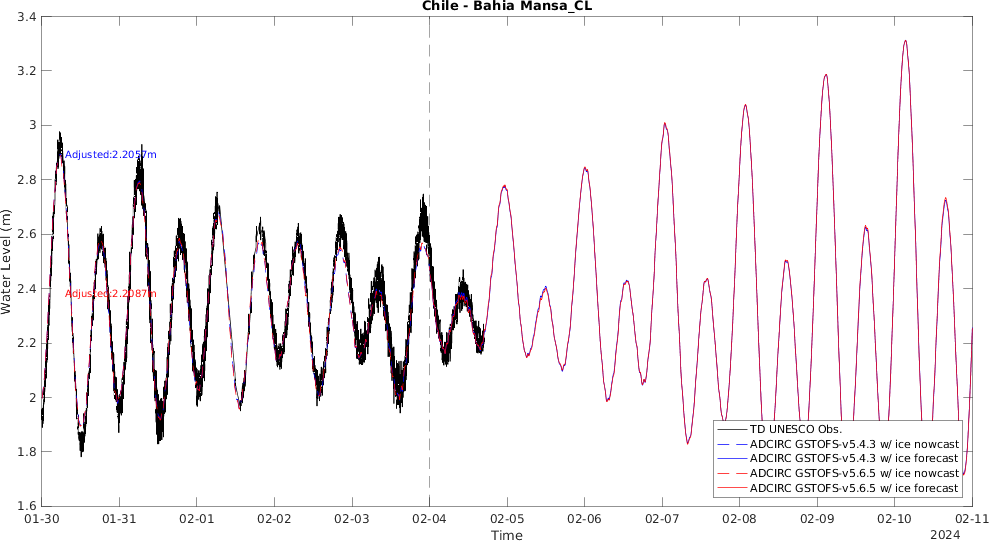 Chile - Bahia Mansa_CL
3.4
3.2
3
2.8
2.6
2.4
2.2
2
1.8
1.6
Water Level (m)
Adjusted:2.2057m
Adjusted:2.2087m
TD UNESCO Obs.
ADCIRC GSTOFS-v5.4.3 w/ ice nowcast
ADCIRC GSTOFS-v5.4.3 w/ ice forecast
ADCIRC GSTOFS-v5.6.5 w/ ice nowcast
ADCIRC GSTOFS-v5.6.5 w/ ice forecast
01-30 01-31 02-01 02-02 02-03 02-04 02-05 02-06 02-07 02-08 02-09 02-10 02-11
Time
2024